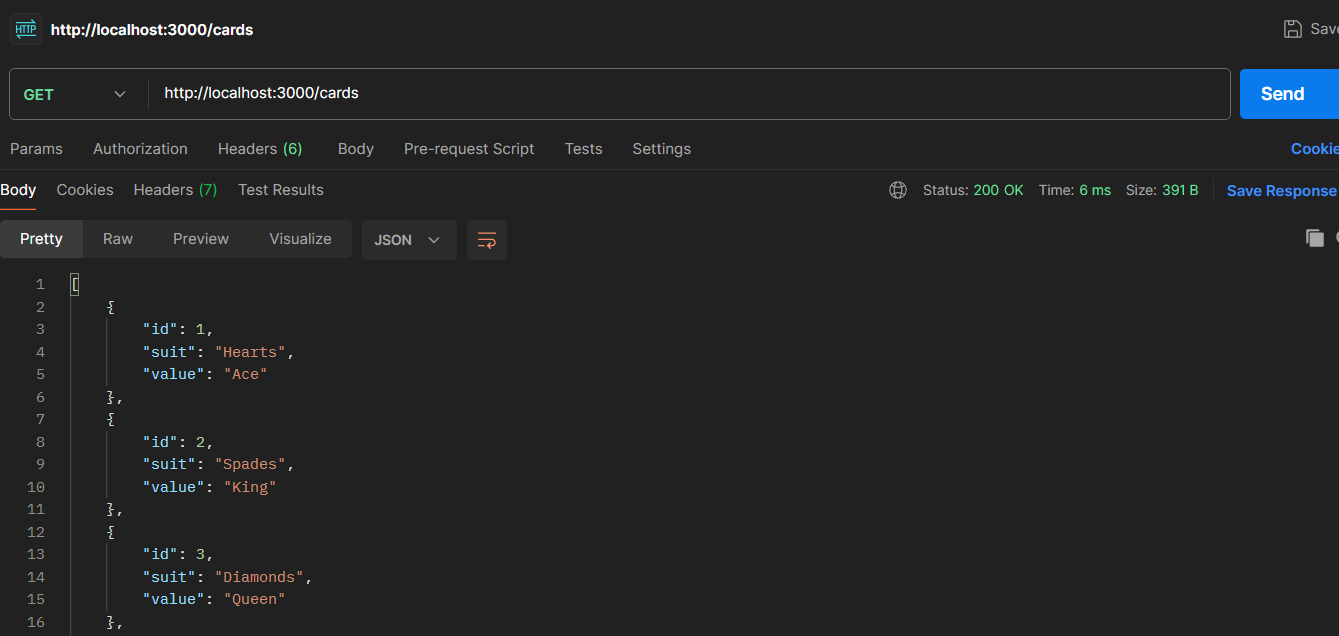 HTTP http://localhost:3000/cards Save
GET http://localhost:3000/cards Send
Params Authorization Headers (6) Body Pre-request Script Tests Settings Cookie
Body Cookies Headers (7) Test Results Status: 200 OK Time: 6 ms Size: 391 B Save Response
Pretty Raw Preview Visualize JSON
1 [
2 {
3 "id": 1,
4 "suit": "Hearts",
5 "value": "Ace"
6 },
7 {
8 "id": 2,
9 "suit": "Spades",
10 "value": "King"
11 },
12 {
13 "id": 3,
14 "suit": "Diamonds",
15 "value": "Queen"
16 },